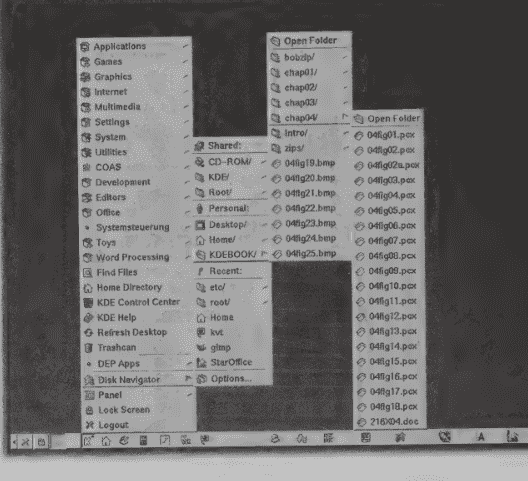 Applications
Games
Graphics
Internet
Multimedia
Settings
System
Utilities
COAS
Development
Editors
Office
Systemsteuerung
Toys
Word Processing
Find Files
Home Directory
KDE Control Center
KDE Help
Refresh Desktop
Trashcan
DEP Apps
Disk Navigator
Panel
Lock Screen
Logout
Shared:
CD-ROM/
KDE/
Root/
Personal:
Desktop/
Home/
KDEBOOK/
Recent:
etc/
root/
Home
kvt
gimp
StarOffice
Options...
Open Folder
bobzip/
chap01/
chap02/
chap03/
chap04/
Intro/
zips/
04fig19.bmp
04fig20.bmp
04fig21.bmp
04fig22.bmp
04fig23.bmp
04fig24.bmp
04fig25.bmp
Open Folder
04fig01.pcx
04fig02.pcx
04fig02a.pcx
04fig03.pcx
04fig04.pcx
04fig05.pcx
04fig06.pcx
04fig07.pcx
04fig08.pcx
04fig09.pcx
04fig10.pcx
04fig11.pcx
04fig12.pcx
04fig13.pcx
04fig14.pcx
04fig15.pcx
04fig16.pcx
04fig17.pcx
04fig18.pcx
216X04.doc